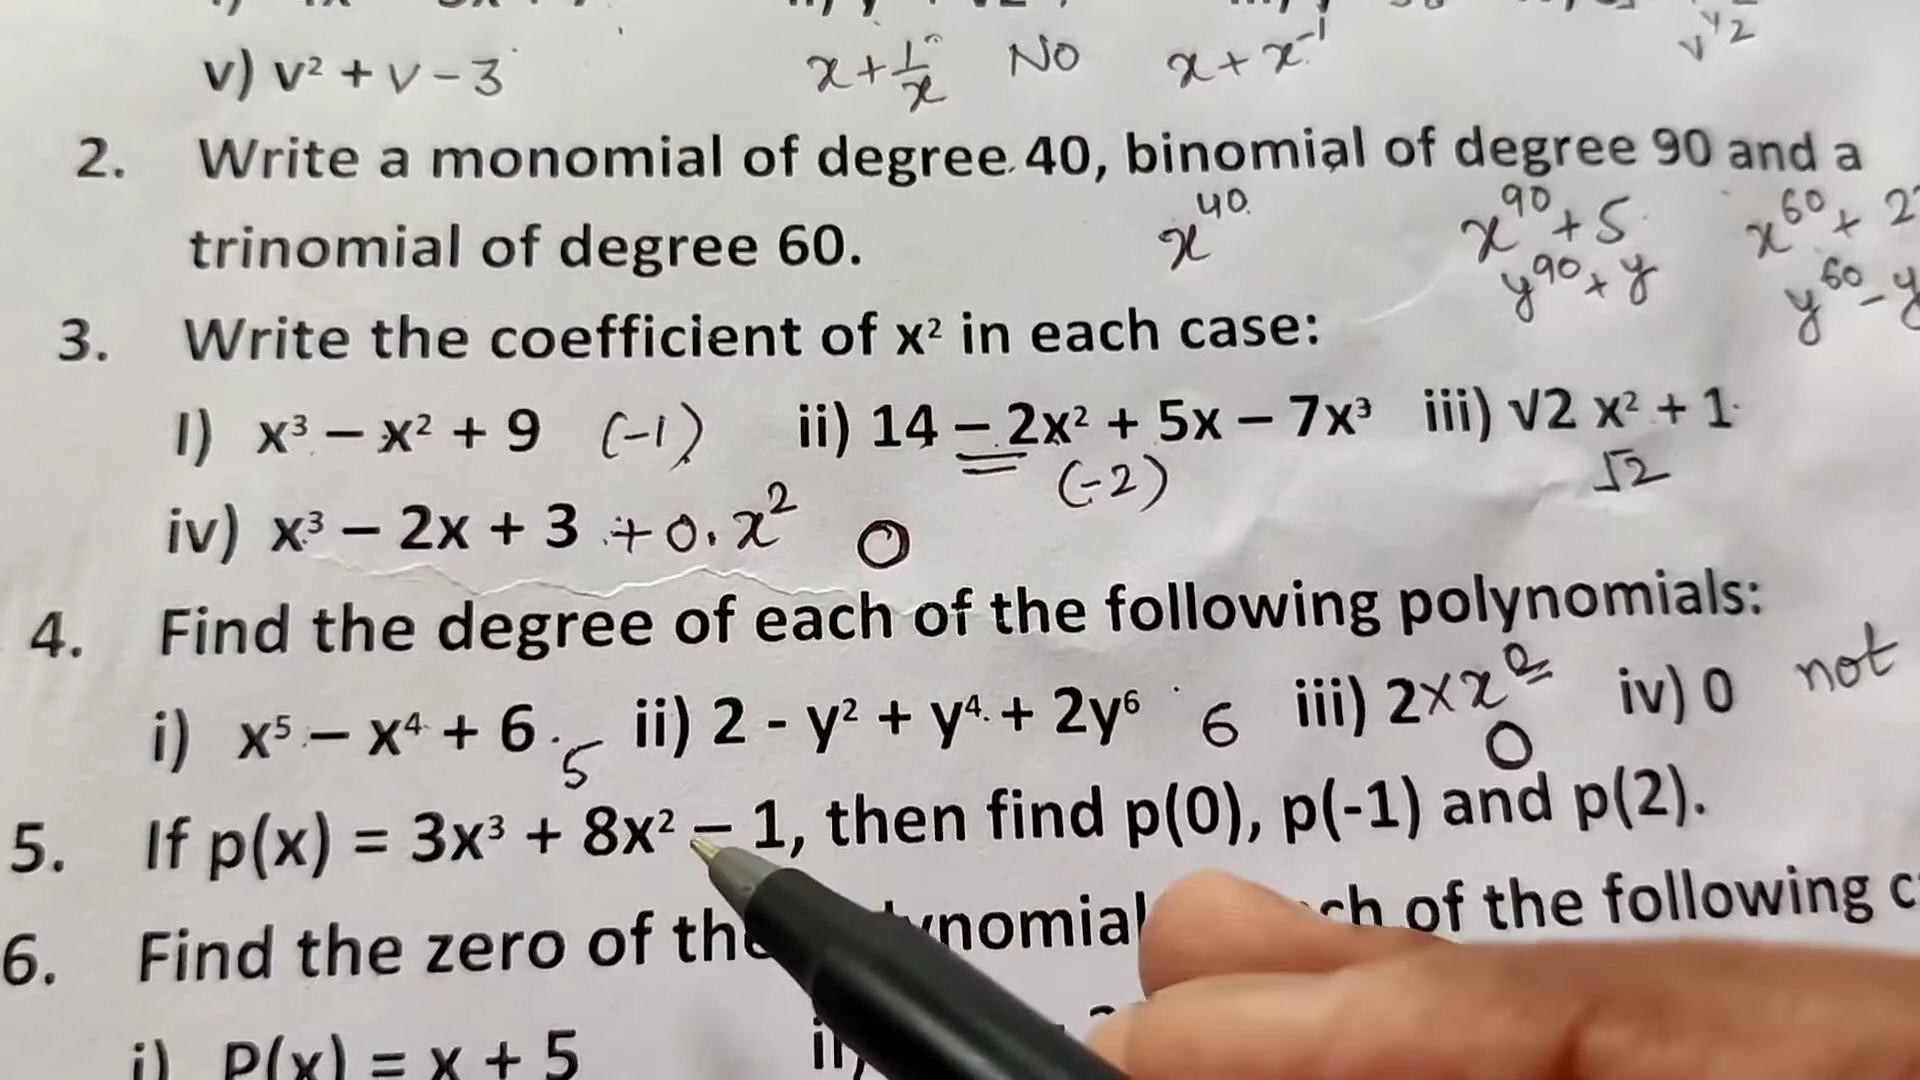 v) v² + v - 3 x + 1/x No x + x⁻¹
2. Write a monomial of degree 40, binomial of degree 90 and a
trinomial of degree 60. x⁴⁰ x⁹⁰ + 5 x⁶⁰ + 2
y⁹⁰ + y y⁶⁰ - y
3. Write the coefficient of x² in each case:
I) x³ – x² + 9 (-1) ii) 14 – 2x² + 5x – 7x³ iii) √2 x² + 1
(-2) √2
iv) x³ – 2x + 3 + 0.x² 0
4. Find the degree of each of the following polynomials:
i) x⁵ – x⁴ + 6 5 ii) 2 - y² + y⁴ + 2y⁶ 6 iii) 2 × x⁰ iv) 0 not
0
5. If p(x) = 3x³ + 8x² – 1, then find p(0), p(-1) and p(2).
6. Find the zero of the of the following
i) P(x) = x + 5 ii)